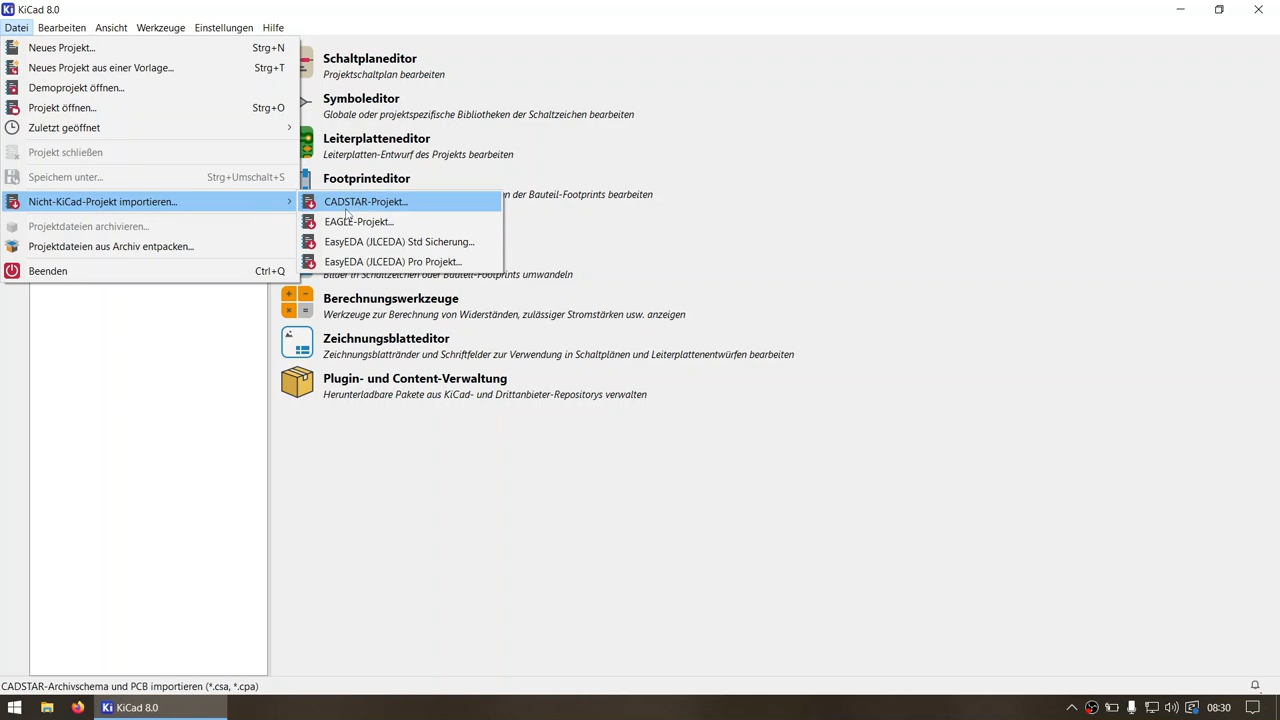 KiCad 8.0
Datei Bearbeiten Ansicht Werkzeuge Einstellungen Hilfe
Neues Projekt... Strg+N
Neues Projekt aus einer Vorlage... Strg+T
Demoprojekt öffnen...
Projekt öffnen... Strg+O
Zuletzt geöffnet
Projekt schließen
Speichern unter... Strg+Umschalt+S
Nicht-KiCad-Projekt importieren...
Projektdateien archivieren...
Projektdateien aus Archiv entpacken...
Beenden Ctrl+Q
CADSTAR-Projekt...
EAGLE-Projekt...
EasyEDA (JLCEDA) Std Sicherung...
EasyEDA (JLCEDA) Pro Projekt...
Schaltplaneditor
Projektschaltplan bearbeiten
Symboleditor
Globale oder projektspezifische Bibliotheken der Schaltzeichen bearbeiten
Leiterplatteneditor
Leiterplatten-Entwurf des Projekts bearbeiten
Footprinteditor
der Bauteil-Footprints bearbeiten
Bilder in Schaltzeichen oder Bauteil-Footprints umwandeln
Berechnungswerkzeuge
Werkzeuge zur Berechnung von Widerständen, zulässiger Stromstärken usw. anzeigen
Zeichnungsblatteditor
Zeichnungsblattränder und Schriftfelder zur Verwendung in Schaltplänen und Leiterplattenentwürfen bearbeiten
Plugin- und Content-Verwaltung
Herunterladbare Pakete aus KiCad- und Drittanbieter-Repositorys verwalten
CADSTAR-Archivschema und PCB importieren (*.csa, *.cpa)
KiCad 8.0
08:30